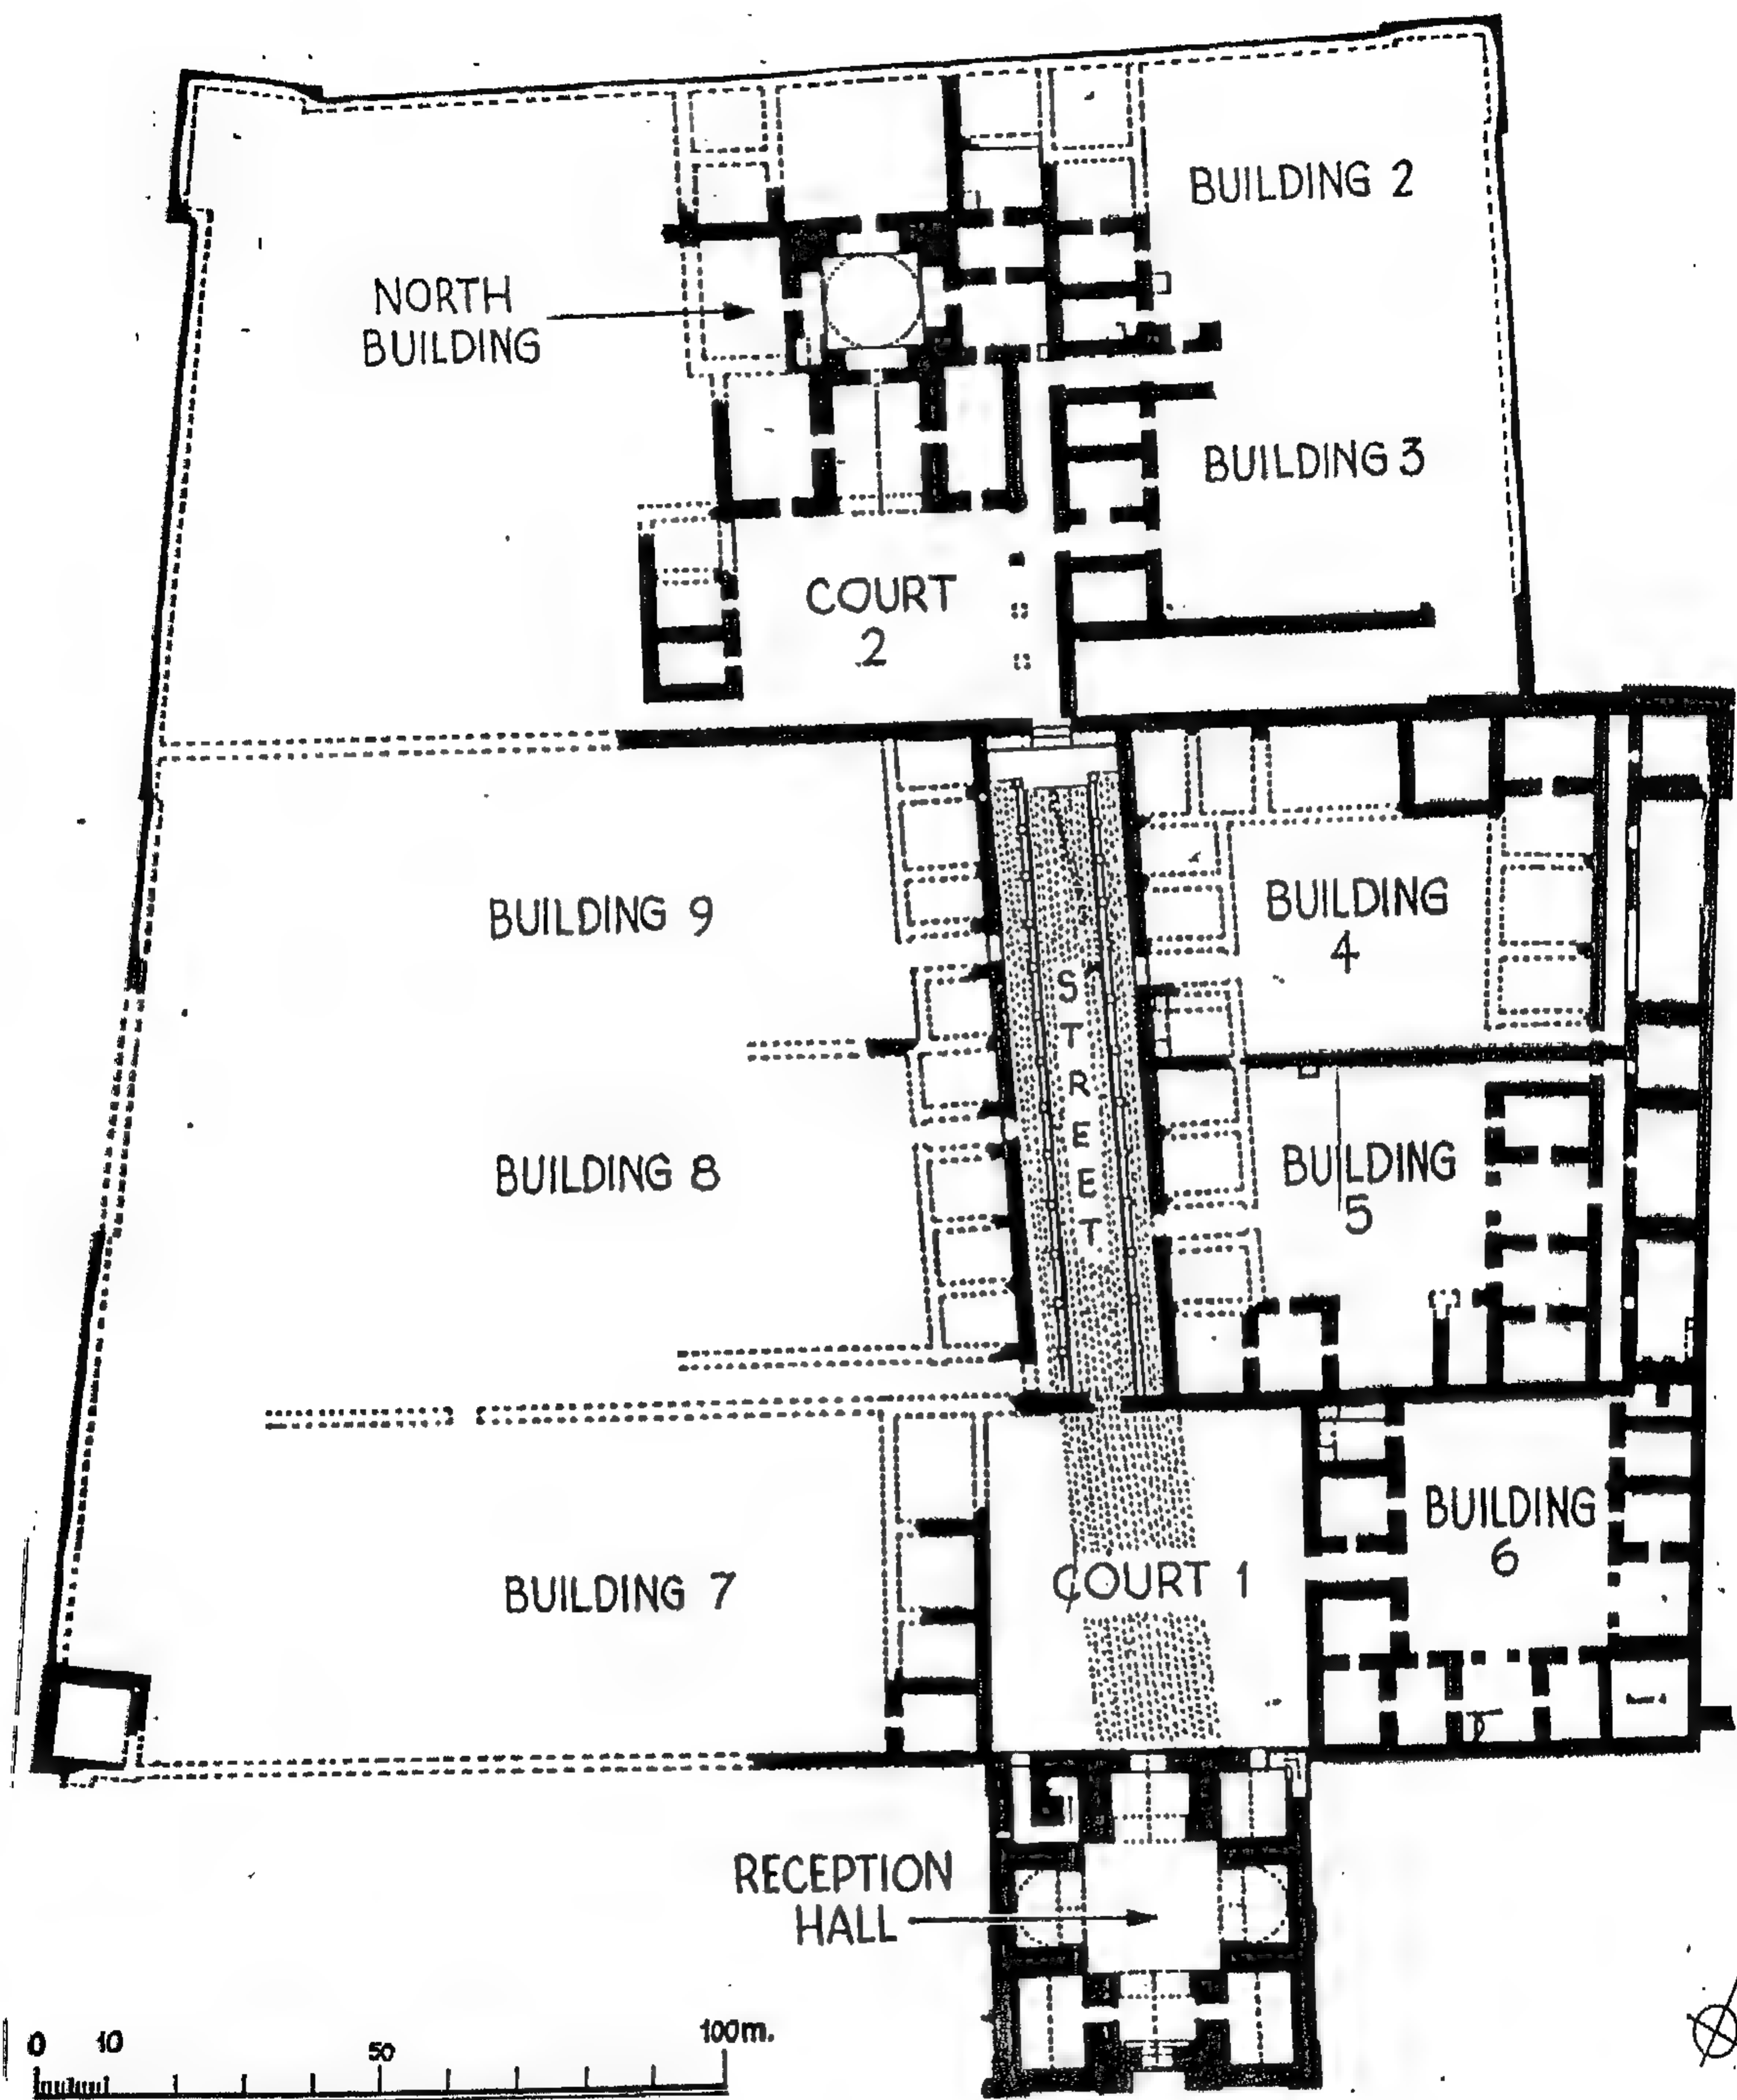 BUILDING 2
NORTH
BUILDING
BUILDING 3
COURT
2
BUILDING 9
BUILDING
4
STREET
BUILDING 8
BUILDING
5
BUILDING 7
COURT 1
BUILDING
6
RECEPTION
HALL
0 10 50 100m.